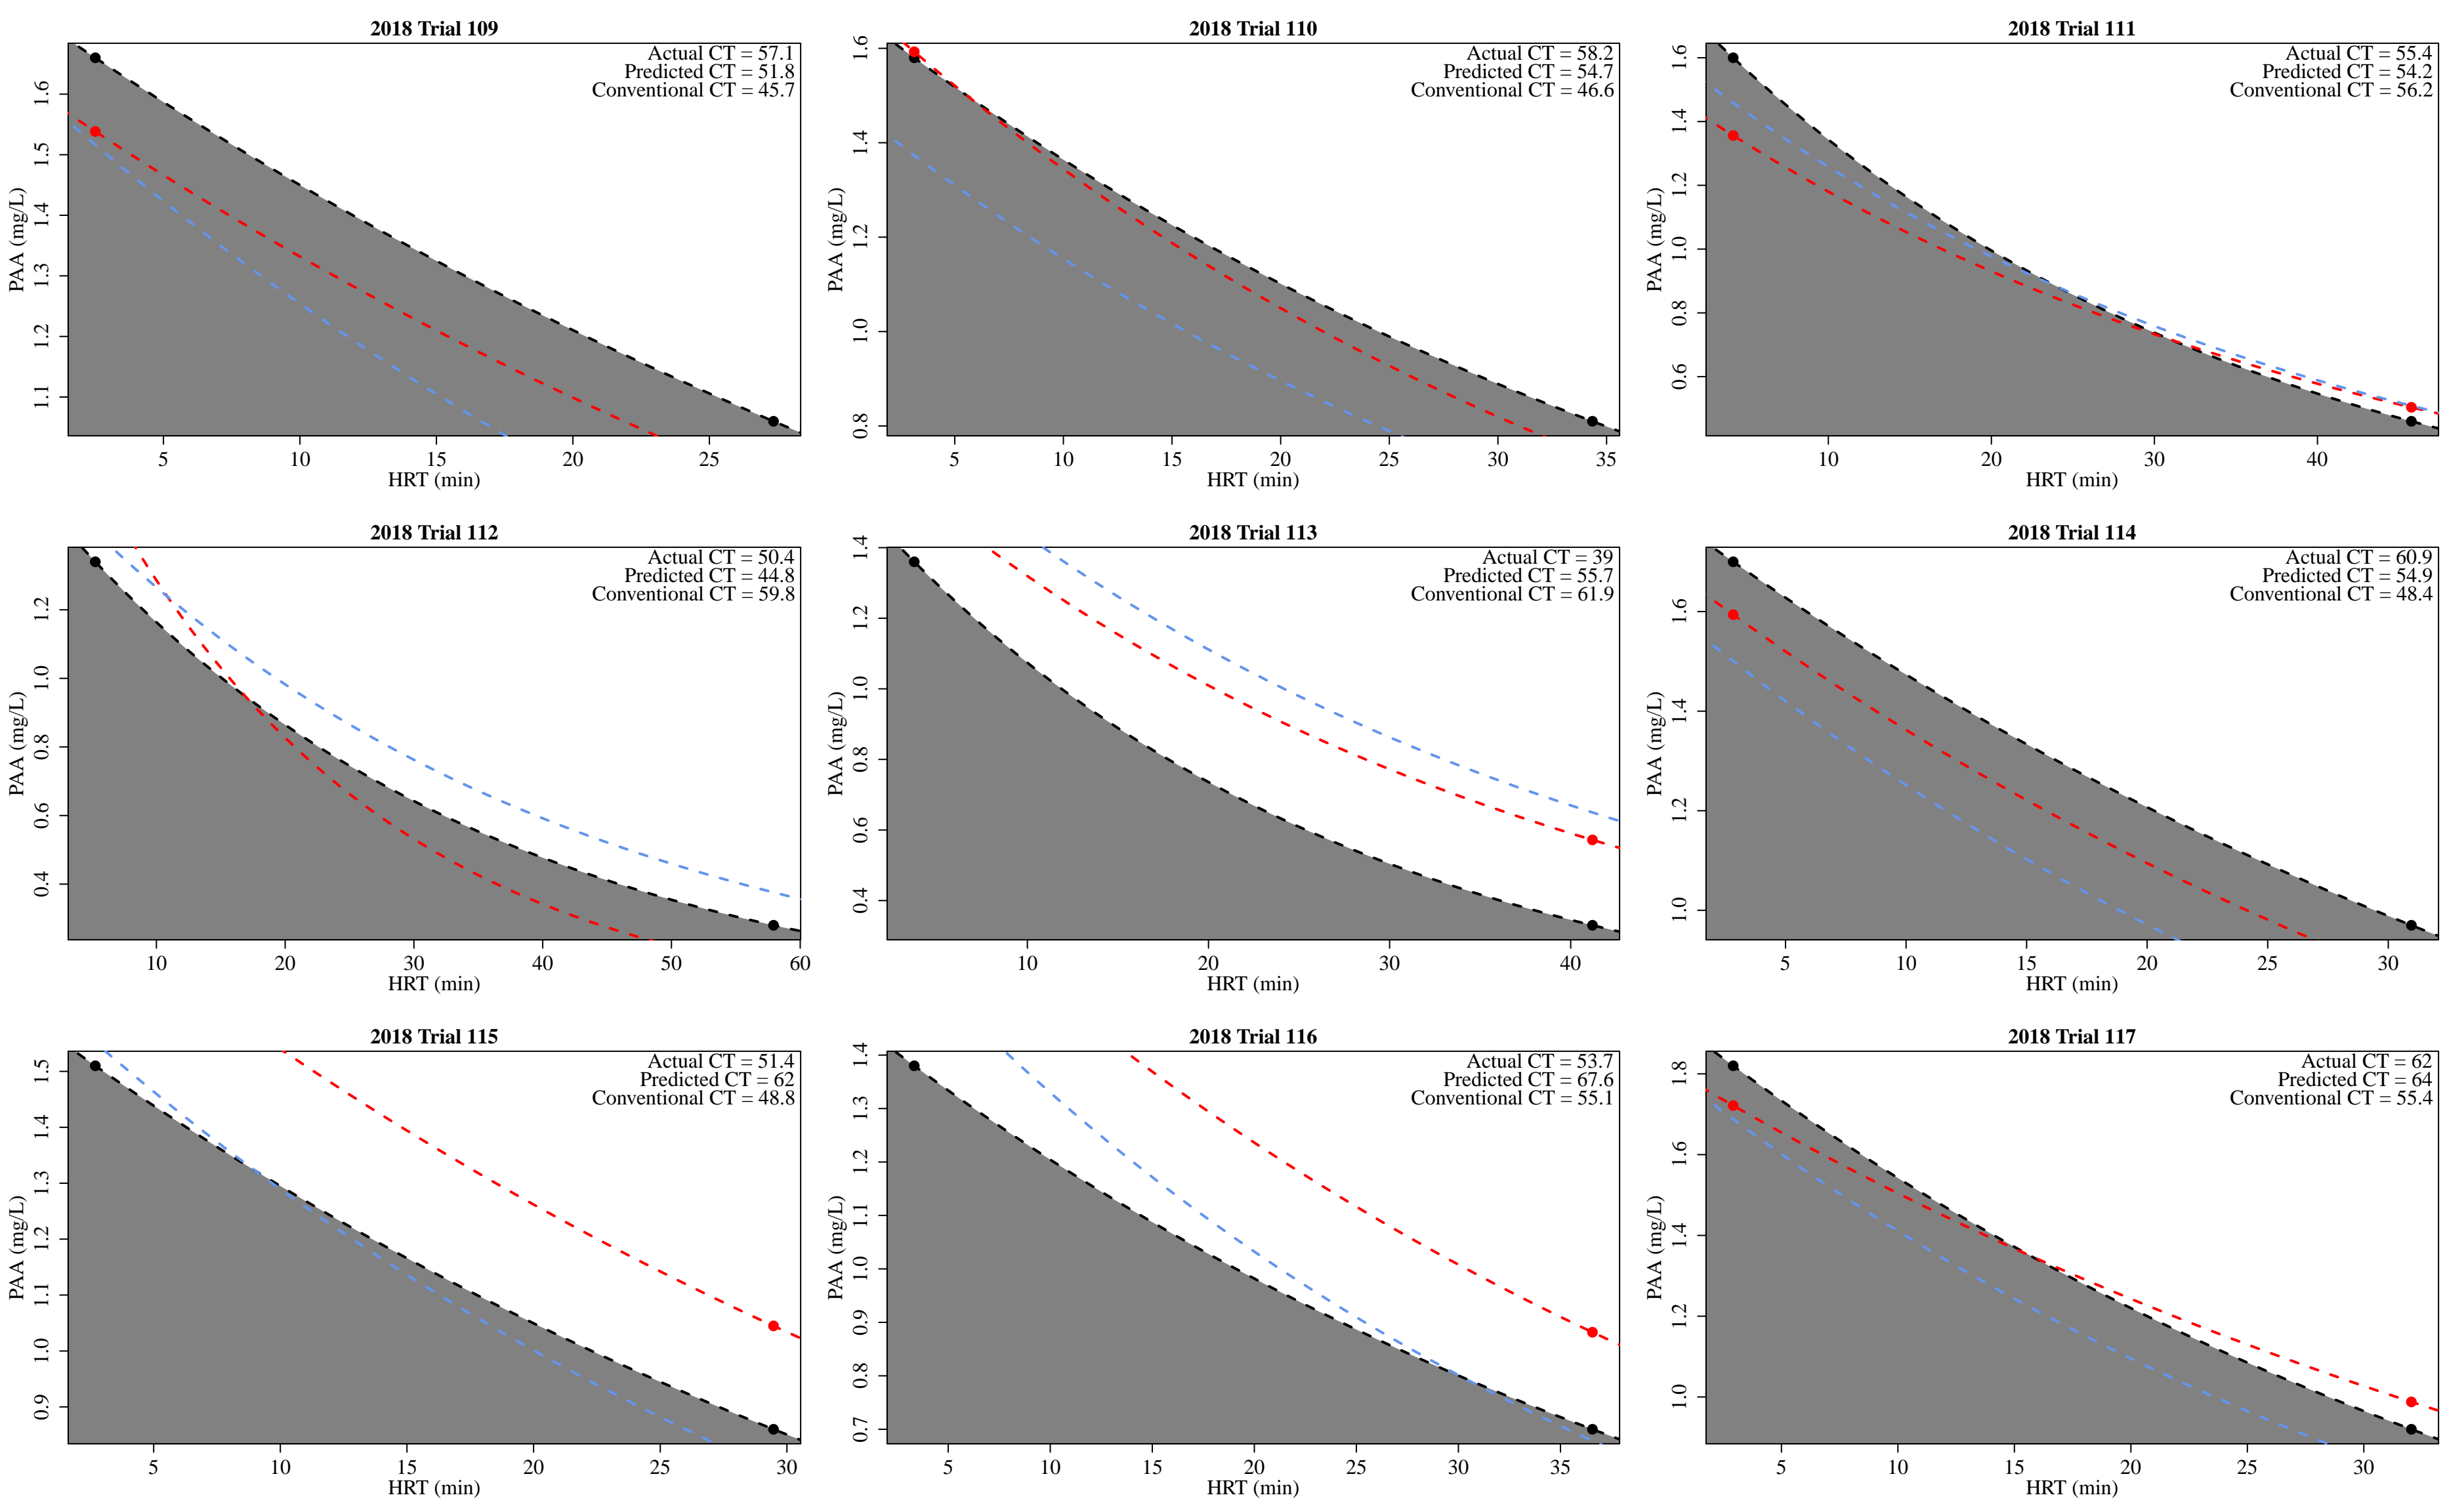 2018 Trial 109
Actual CT = 57.1
Predicted CT = 51.8
Conventional CT = 45.7
PAA (mg/L)
1.6
1.5
1.4
1.3
1.2
1.1
5 10 15 20 25
HRT (min)
2018 Trial 110
Actual CT = 58.2
Predicted CT = 54.7
Conventional CT = 46.6
PAA (mg/L)
1.6
1.4
1.2
1.0
0.8
5 10 15 20 25 30 35
HRT (min)
2018 Trial 111
Actual CT = 55.4
Predicted CT = 54.2
Conventional CT = 56.2
PAA (mg/L)
1.6
1.4
1.2
1.0
0.8
0.6
10 20 30 40
HRT (min)
2018 Trial 112
Actual CT = 50.4
Predicted CT = 44.8
Conventional CT = 59.8
PAA (mg/L)
1.2
1.0
0.8
0.6
0.4
10 20 30 40 50 60
HRT (min)
2018 Trial 113
Actual CT = 39
Predicted CT = 55.7
Conventional CT = 61.9
PAA (mg/L)
1.4
1.2
1.0
0.8
0.6
0.4
10 20 30 40
HRT (min)
2018 Trial 114
Actual CT = 60.9
Predicted CT = 54.9
Conventional CT = 48.4
PAA (mg/L)
1.6
1.4
1.2
1.0
5 10 15 20 25 30
HRT (min)
2018 Trial 115
Actual CT = 51.4
Predicted CT = 62
Conventional CT = 48.8
PAA (mg/L)
1.5
1.4
1.3
1.2
1.1
1.0
0.9
5 10 15 20 25 30
HRT (min)
2018 Trial 116
Actual CT = 53.7
Predicted CT = 67.6
Conventional CT = 55.1
PAA (mg/L)
1.4
1.3
1.2
1.1
1.0
0.9
0.8
0.7
5 10 15 20 25 30 35
HRT (min)
2018 Trial 117
Actual CT = 62
Predicted CT = 64
Conventional CT = 55.4
PAA (mg/L)
1.8
1.6
1.4
1.2
1.0
5 10 15 20 25 30
HRT (min)